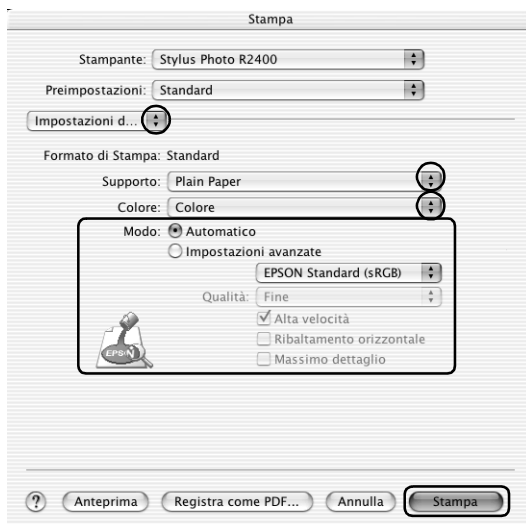 Stampa
Stampante: Stylus Photo R2400
Preimpostazioni: Standard
Impostazioni d...
Formato di Stampa: Standard
Supporto: Plain Paper
Colore: Colore
Modo: Automatico
Impostazioni avanzate
EPSON Standard (sRGB)
Qualità: Fine
Alta velocità
Ribaltamento orizzontale
Massimo dettaglio
EPSON
? Anteprima Registra come PDF... Annulla Stampa